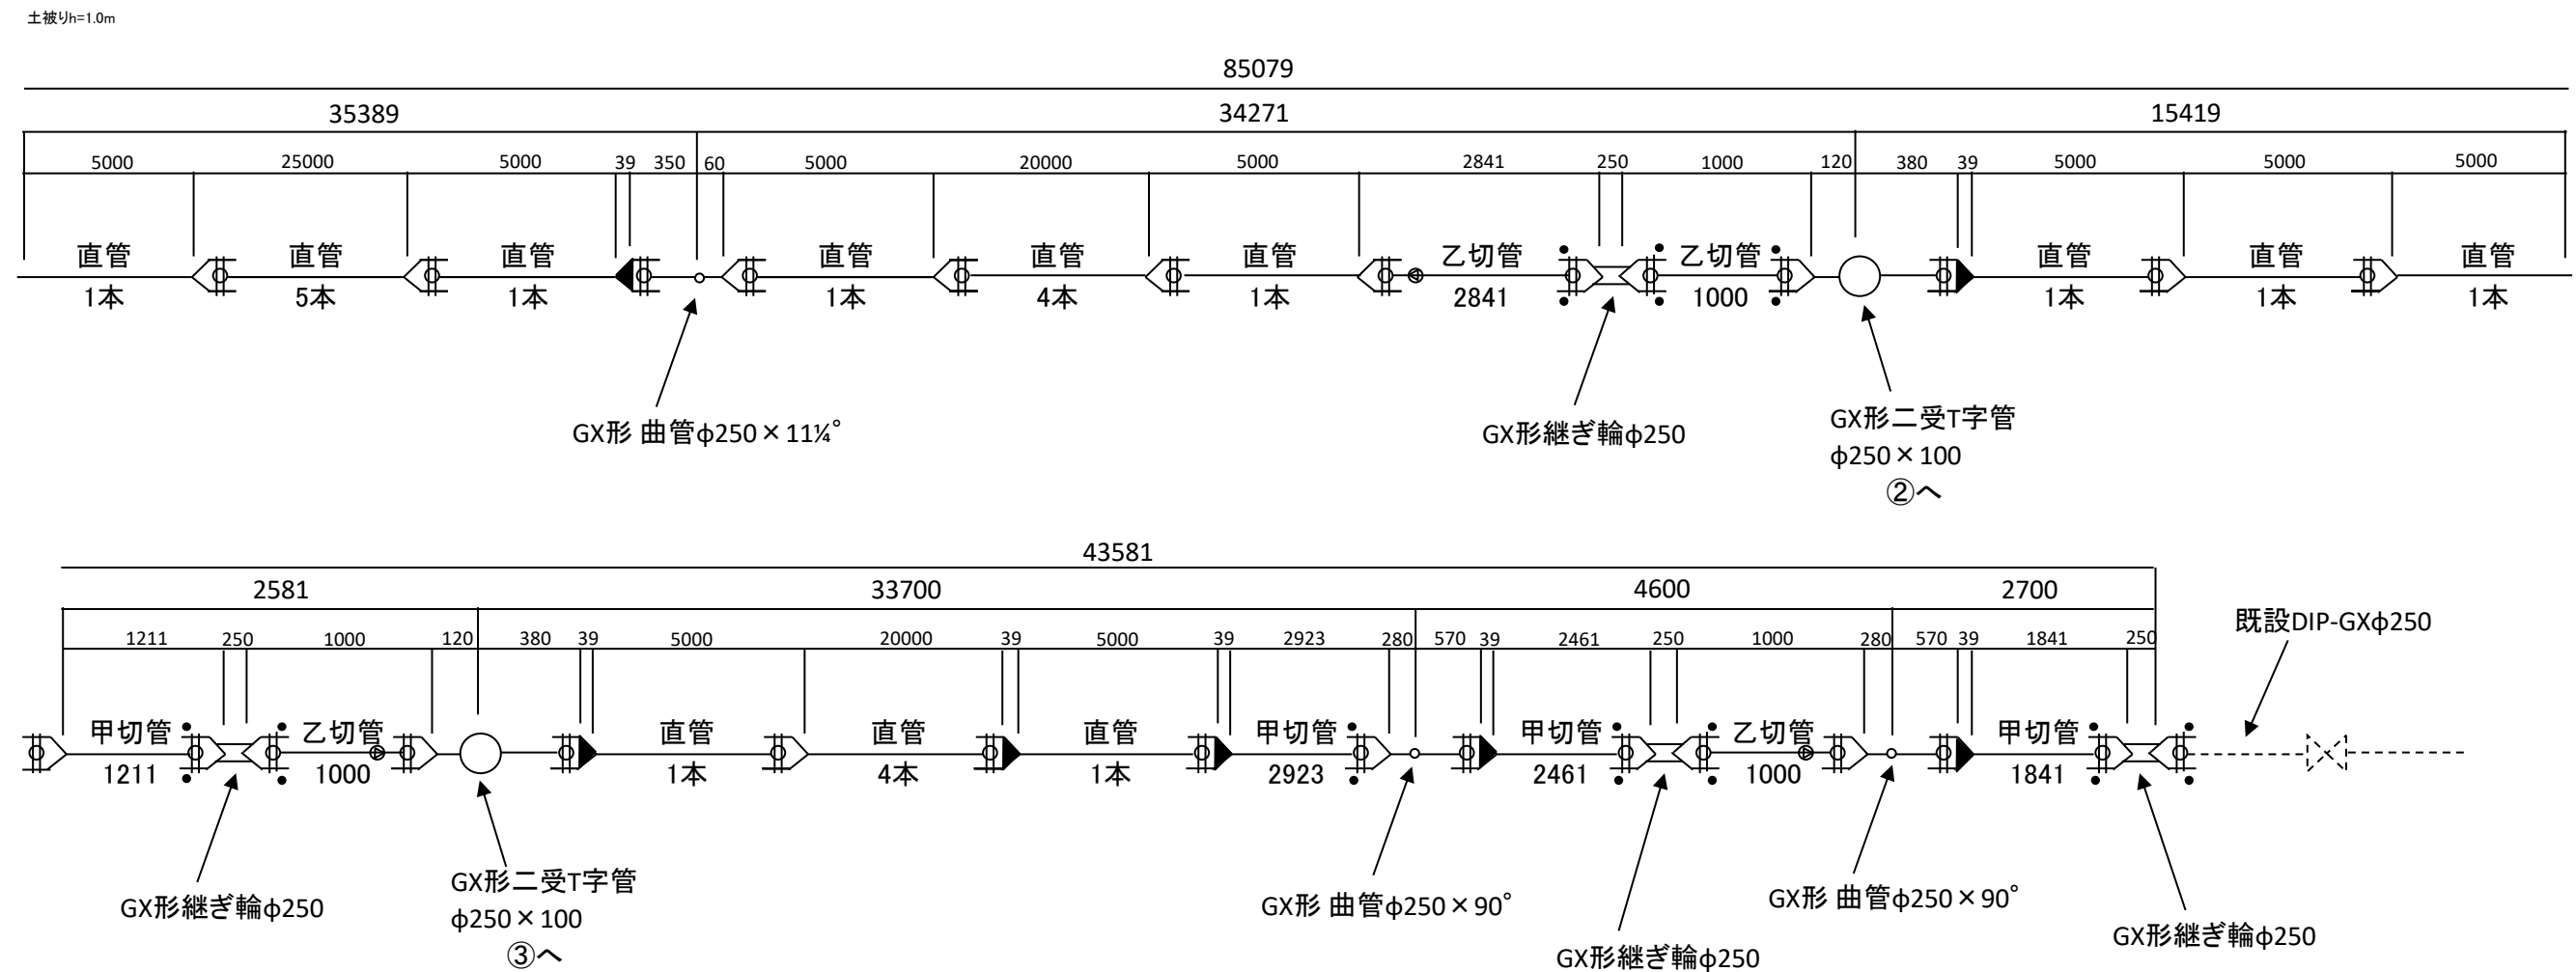 土被りh=1.0m
85079
35389 34271 15419
5000 25000 5000 39 350 60 5000 20000 5000 2841 250 1000 120 380 39 5000 5000 5000
直管 直管 直管 直管 直管 直管 乙切管 乙切管 直管 直管 直管
1本 5本 1本 1本 4本 1本 2841 1000 1本 1本 1本
GX形 曲管φ250×11¼°
GX形継ぎ輪φ250
GX形二受T字管
φ250×100
②へ
43581
2581 33700 4600 2700
1211 250 1000 120 380 39 5000 20000 39 5000 39 2923 280 570 39 2461 250 1000 280 570 39 1841 250
既設DIP-GXφ250
甲切管 乙切管 直管 直管 直管 甲切管 甲切管 乙切管 甲切管
1211 1000 1本 4本 1本 2923 2461 1000 1841
GX形継ぎ輪φ250
GX形二受T字管
φ250×100
③へ
GX形 曲管φ250×90°
GX形継ぎ輪φ250
GX形 曲管φ250×90°
GX形継ぎ輪φ250